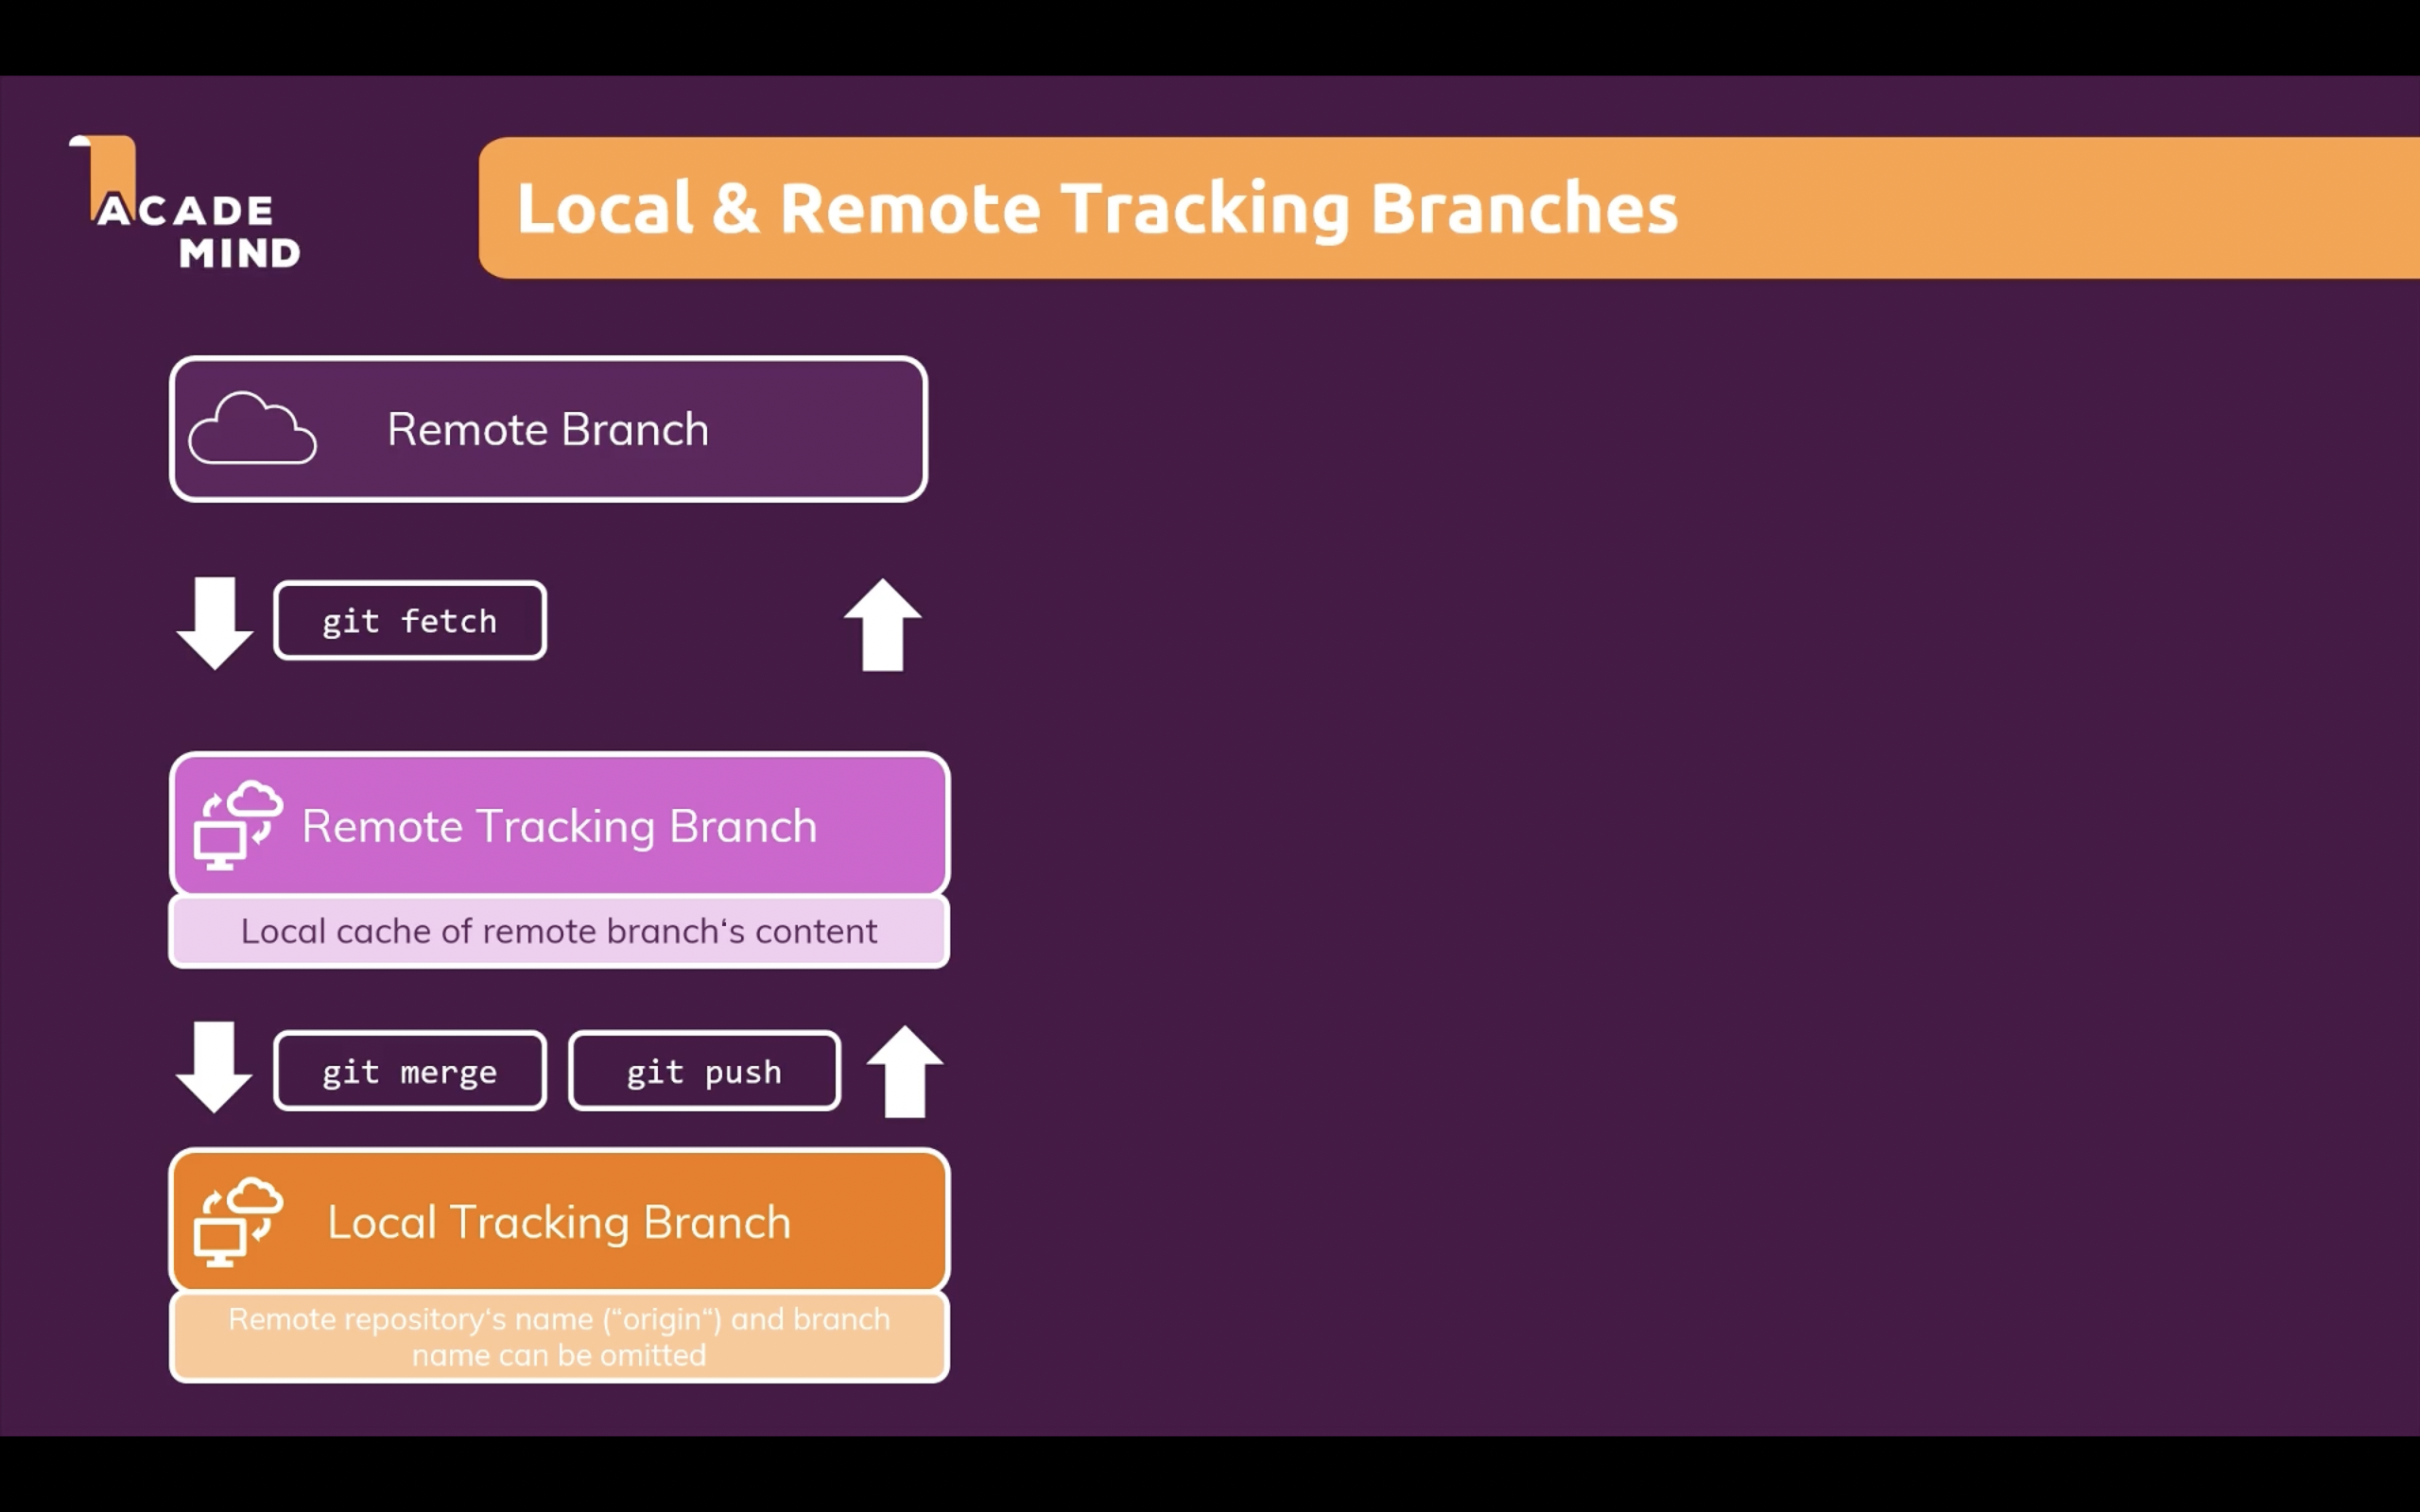 ACADE
MIND
Local & Remote Tracking Branches
Remote Branch
git fetch
Remote Tracking Branch
Local cache of remote branch‘s content
git merge
git push
Local Tracking Branch
Remote repository‘s name (“origin“) and branch
name can be omitted